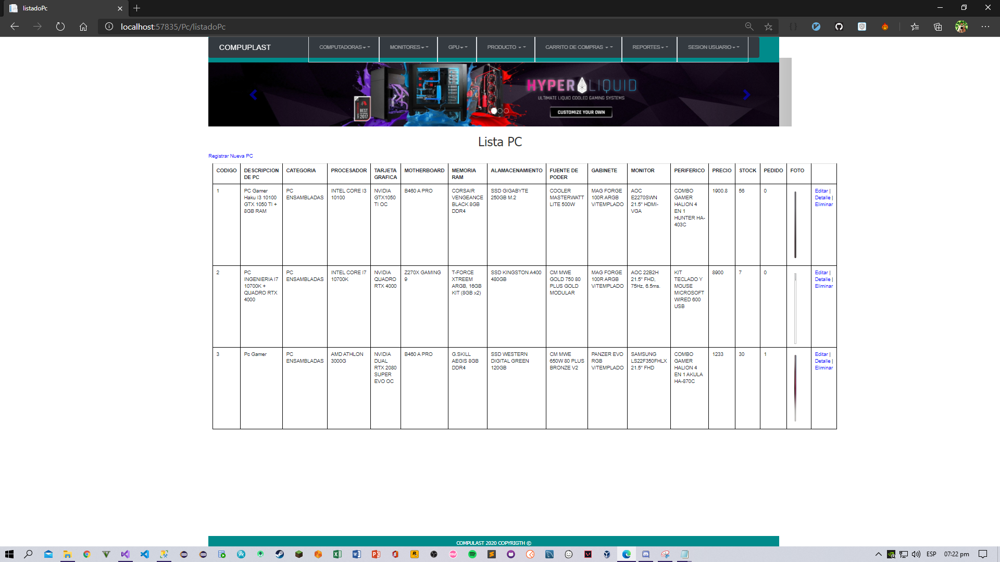 listadoPc
localhost:57835/Pc/listadoPc
COMPUPLAST
COMPUTADORAS
MONITORES
GPU
PRODUCTO
CARRITO DE COMPRAS
REPORTES
SESION USUARIO
HYPER LIQUID
ULTIMATE LIQUID COOLED GAMING SYSTEMS
CUSTOMIZE YOUR OWN
BEST
2017
Lista PC
Registrar Nueva PC
CODIGO
DESCRIPCION
DE PC
CATEGORIA
PROCESADOR
TARJETA
GRAFICA
MOTHERBOARD
MEMORIA
RAM
ALAMACENAMIENTO
FUENTE DE
PODER
GABINETE
MONITOR
PERIFERICO
PRECIO
STOCK
PEDIDO
FOTO
1
PC Gamer
Haku I3 10100
GTX 1050 TI +
8GB RAM
PC
ENSAMBLADAS
INTEL CORE I3
10100
NVIDIA
GTX1050
TI OC
B460 A PRO
CORSAIR
VENGEANCE
BLACK 8GB
DDR4
SSD GIGABYTE
250GB M.2
COOLER
MASTERWATT
LITE 500W
MAG FORGE
100R ARGB
V/TEMPLADO
AOC
E2270SWN
21.5" HDMI-
VGA
COMBO
GAMER
HALION 4
EN 1
HUNTER HA-
403C
1900.8
56
0
Editar |
Detalle |
Eliminar
2
PC
INGENIERIA I7
10700K +
QUADRO RTX
4000
PC
ENSAMBLADAS
INTEL CORE I7
10700K
NVIDIA
QUADRO
RTX 4000
Z270X GAMING
9
T-FORCE
XTREEM
ARGB, 16GB
KIT (8GB x2)
SSD KINGSTON A400
480GB
CM MWE
GOLD 750 80
PLUS GOLD
MODULAR
MAG FORGE
100R ARGB
V/TEMPLADO
AOC 22B2H
21.5" FHD,
75Hz, 6.5ms.
KIT
TECLADO Y
MOUSE
MICROSOFT
WIRED 600
USB
8900
7
0
Editar |
Detalle |
Eliminar
3
Pc Gamer
PC
ENSAMBLADAS
AMD ATHLON
3000G
NVIDIA
DUAL
RTX 2080
SUPER
EVO OC
B460 A PRO
G.SKILL
AEGIS 8GB
DDR4
SSD WESTERN
DIGITAL GREEN
120GB
CM MWE
650W 80 PLUS
BRONZE V2
PANZER EVO
RGB
V/TEMPLADO
SAMSUNG
LS22F350FHLX
21.5" FHD
COMBO
GAMER
HALION 4
EN 1 AKULA
HA-870C
1233
30
1
Editar |
Detalle |
Eliminar
COMPULAST 2020 COPYRIGTH ©
osu!
ESP
07:22 pm